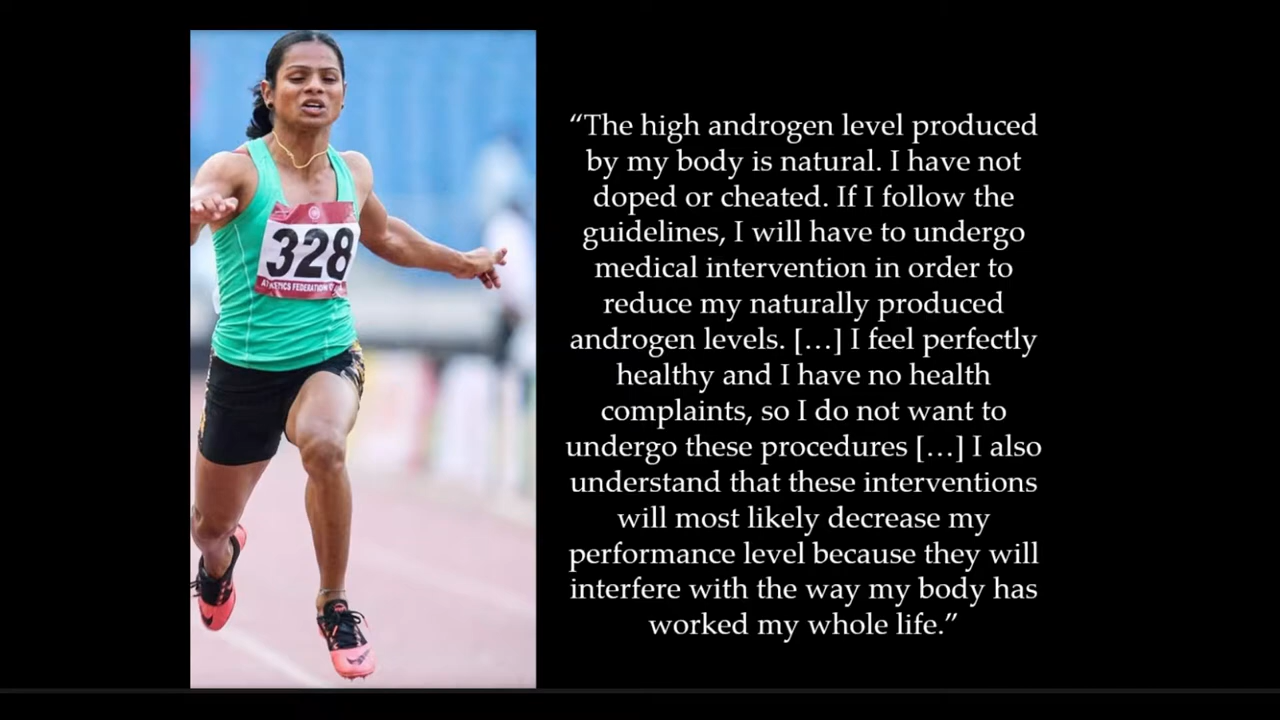 328
ATHLETICS FEDERATION
“The high androgen level produced
by my body is natural. I have not
doped or cheated. If I follow the
guidelines, I will have to undergo
medical intervention in order to
reduce my naturally produced
androgen levels. […] I feel perfectly
healthy and I have no health
complaints, so I do not want to
undergo these procedures […] I also
understand that these interventions
will most likely decrease my
performance level because they will
interfere with the way my body has
worked my whole life.”